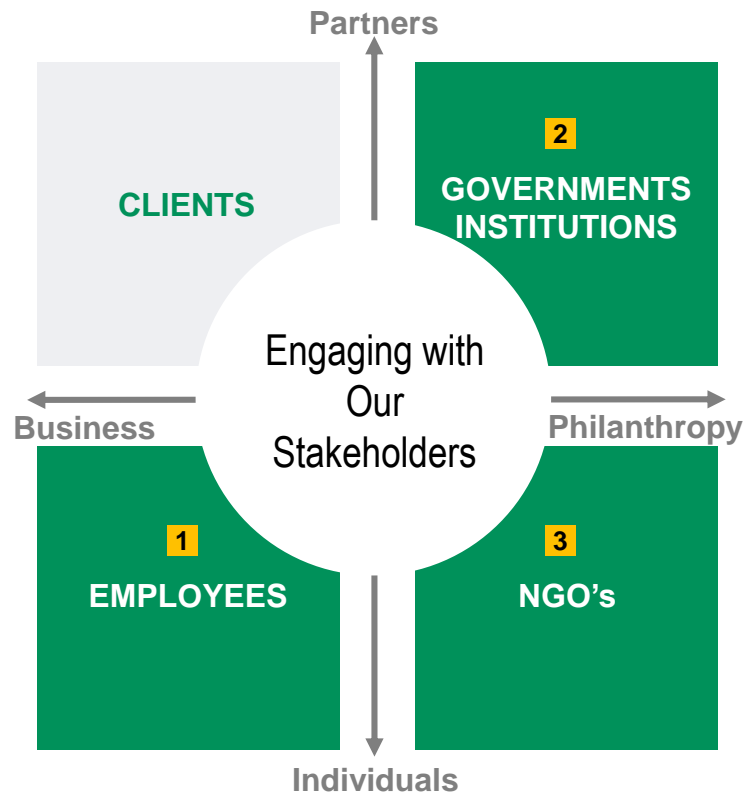 Partners
CLIENTS
2
GOVERNMENTS
INSTITUTIONS
Engaging with
Our
Stakeholders
Business
Philanthropy
1
EMPLOYEES
3
NGO’s
Individuals